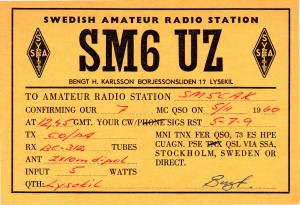 SWEDISH AMATEUR RADIO STATION
SM6 UZ
BENGT H. KARLSSON BORJESSONSLIDEN 17 LYSEKIL
TO AMATEUR RADIO STATION SM5CAK
CONFIRMING OUR 7 MC QSO ON 5/11 1960
AT 12,45 GMT. YOUR CW/PHONE SIGS RST 5-7-9
TX CO/PA
RX BC-312 TUBES
ANT 2x10m dipol
INPUT 5 WATTS
QTH: Lysekil
MNI TNX FER QSO, 73 ES HPE
CUAGN. PSE TNX QSL VIA SSA,
STOCKHOLM, SWEDEN OR
DIRECT.
Bengt